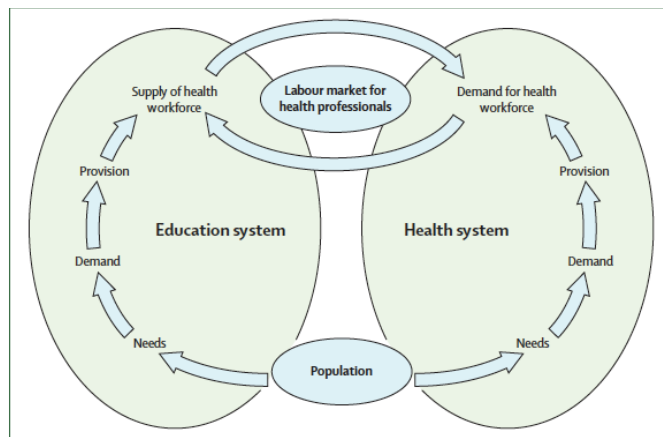 Supply of health
workforce
Labour market for
health professionals
Demand for health
workforce
Provision
Provision
Education system
Health system
Demand
Demand
Needs
Needs
Population